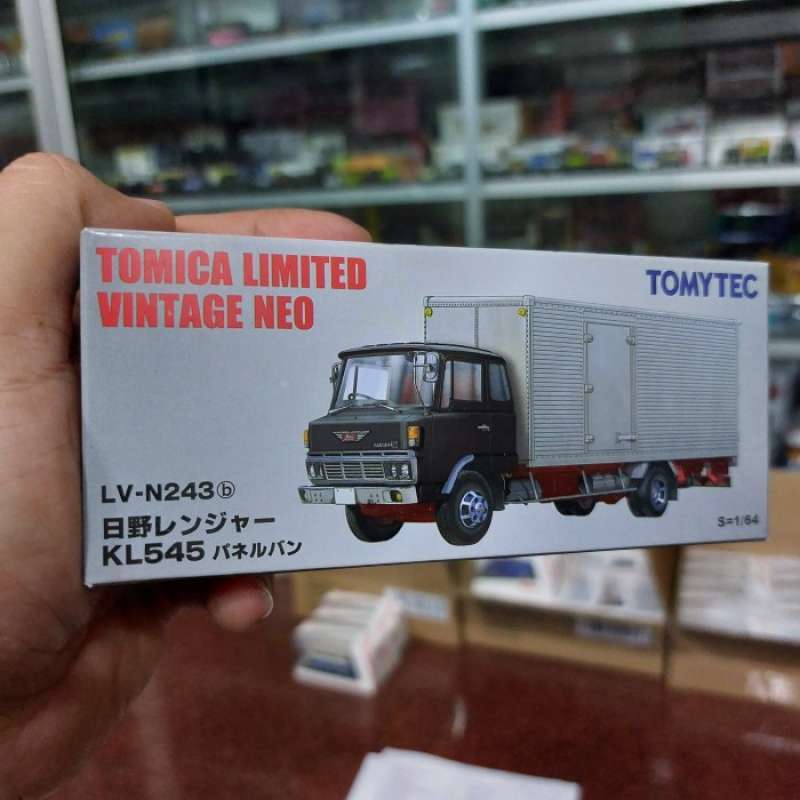 TOMICA LIMITED
VINTAGE NEO
TOMYTEC
LV-N243ⓑ
日野レンジャー
KL545 パネルバン
S=1/64